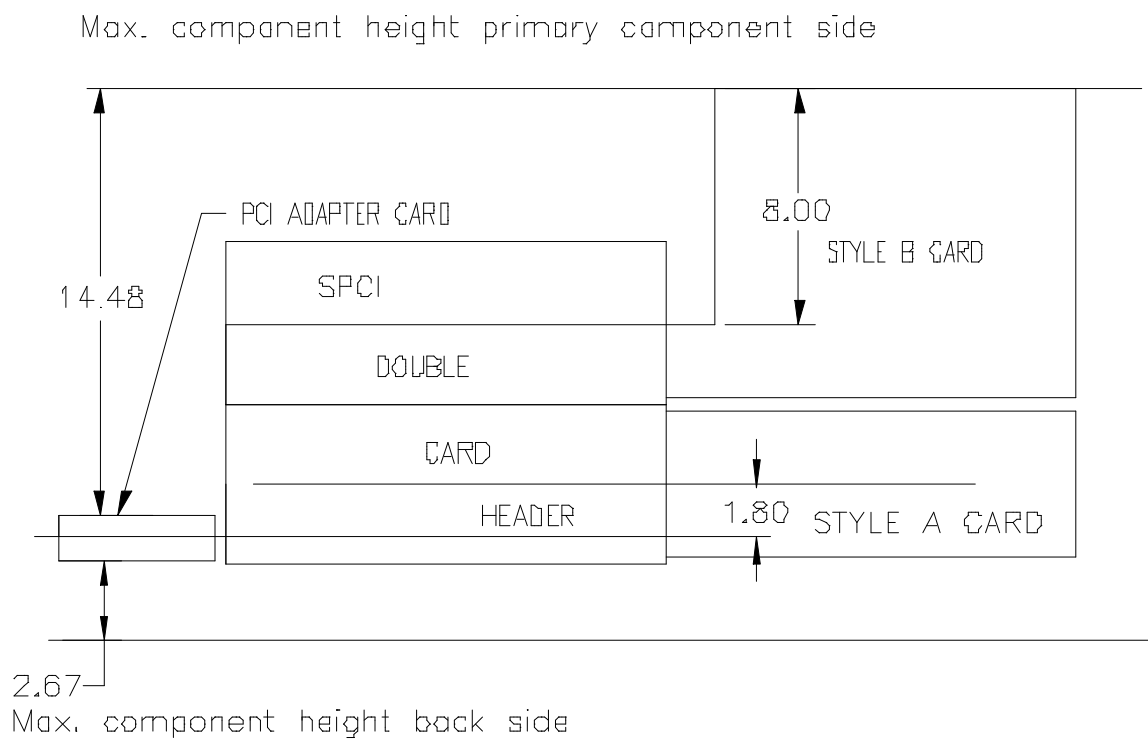 Max. component height primary component side
PCI ADAPTER CARD
8.00
STYLE B CARD
SPCI
14.48
DOUBLE
CARD
HEADER
1.80
STYLE A CARD
2.67
Max. component height back side